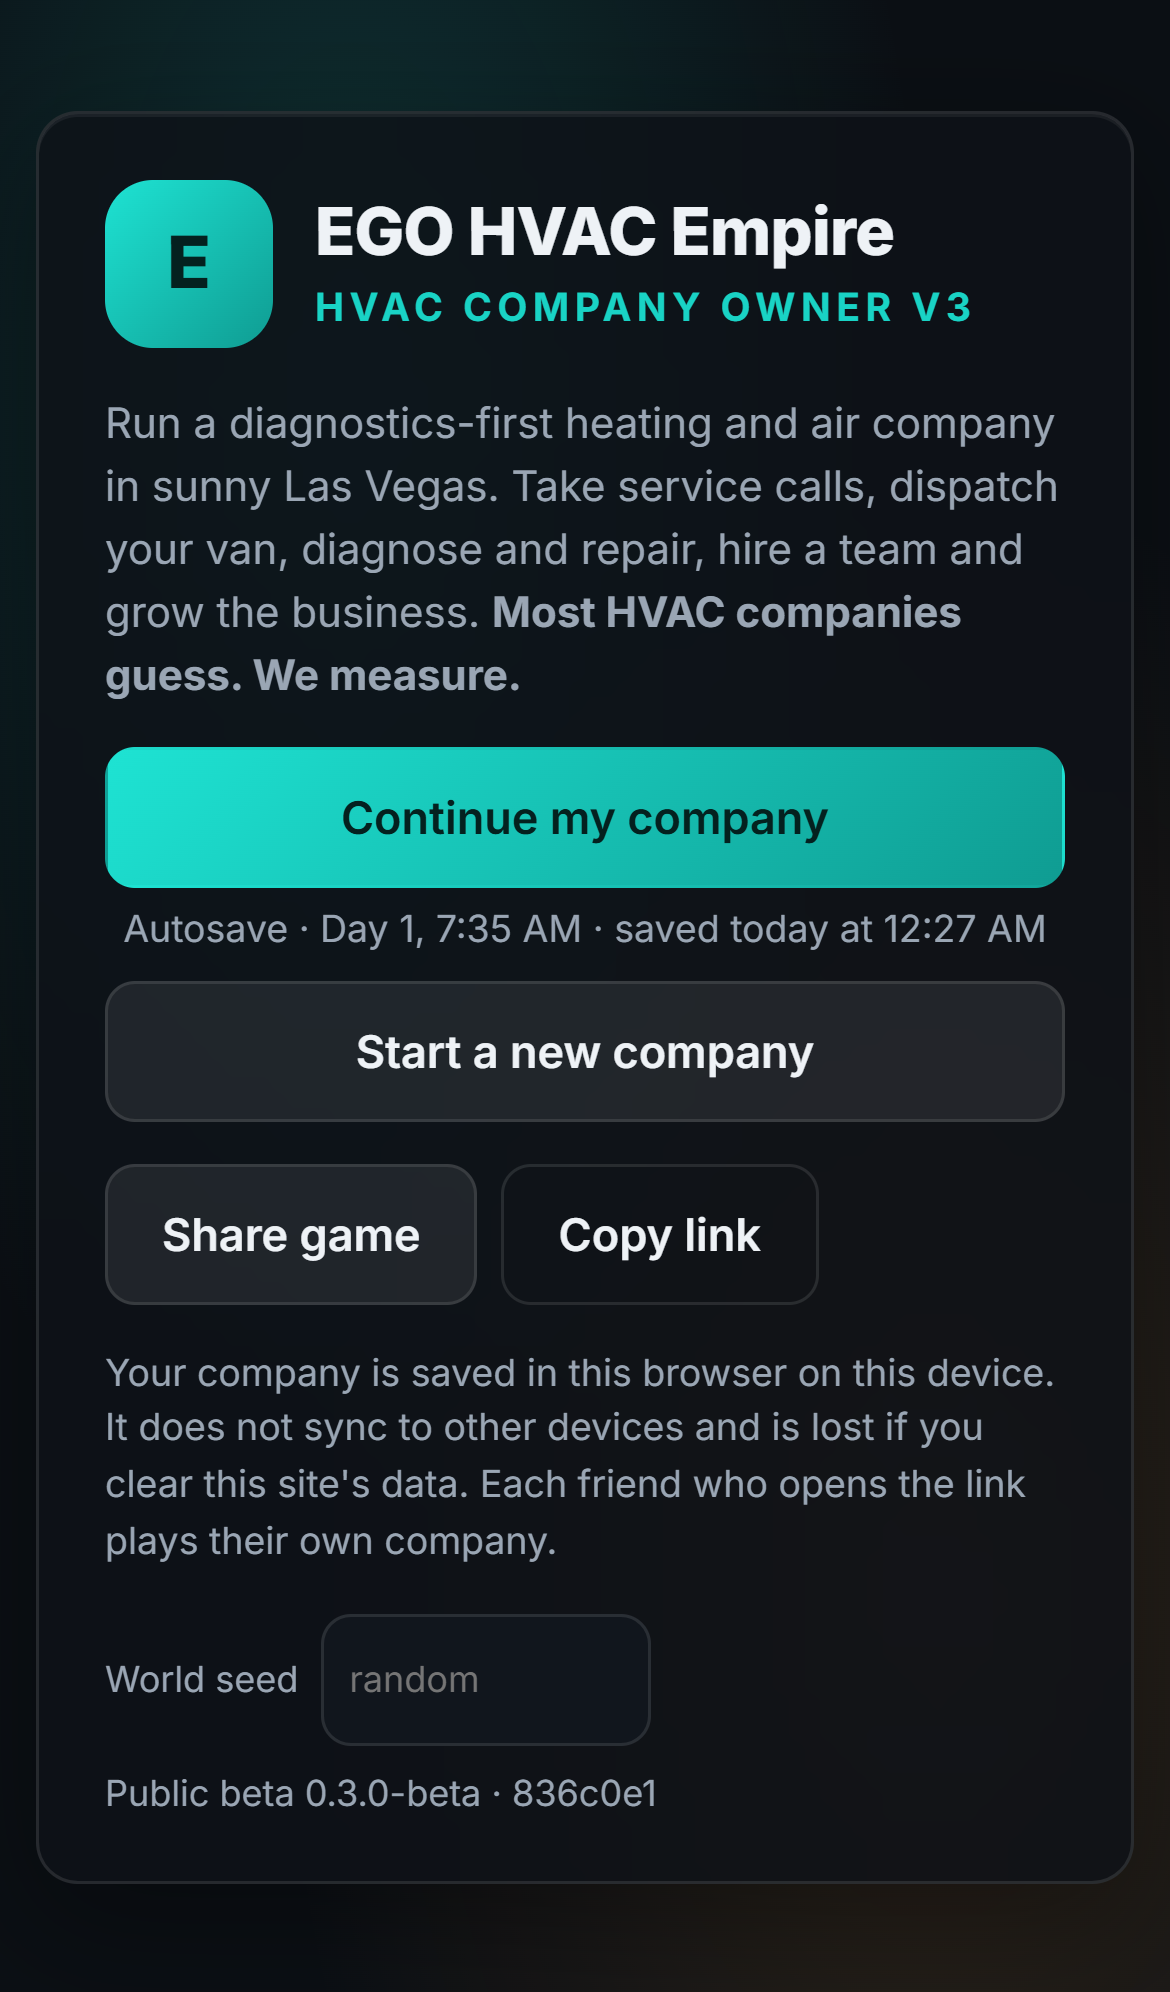 E
EGO HVAC Empire
HVAC COMPANY OWNER V3
Run a diagnostics-first heating and air company
in sunny Las Vegas. Take service calls, dispatch
your van, diagnose and repair, hire a team and
grow the business. Most HVAC companies
guess. We measure.
Continue my company
Autosave · Day 1, 7:35 AM · saved today at 12:27 AM
Start a new company
Share game
Copy link
Your company is saved in this browser on this device.
It does not sync to other devices and is lost if you
clear this site's data. Each friend who opens the link
plays their own company.
World seed
random
Public beta 0.3.0-beta · 836c0e1